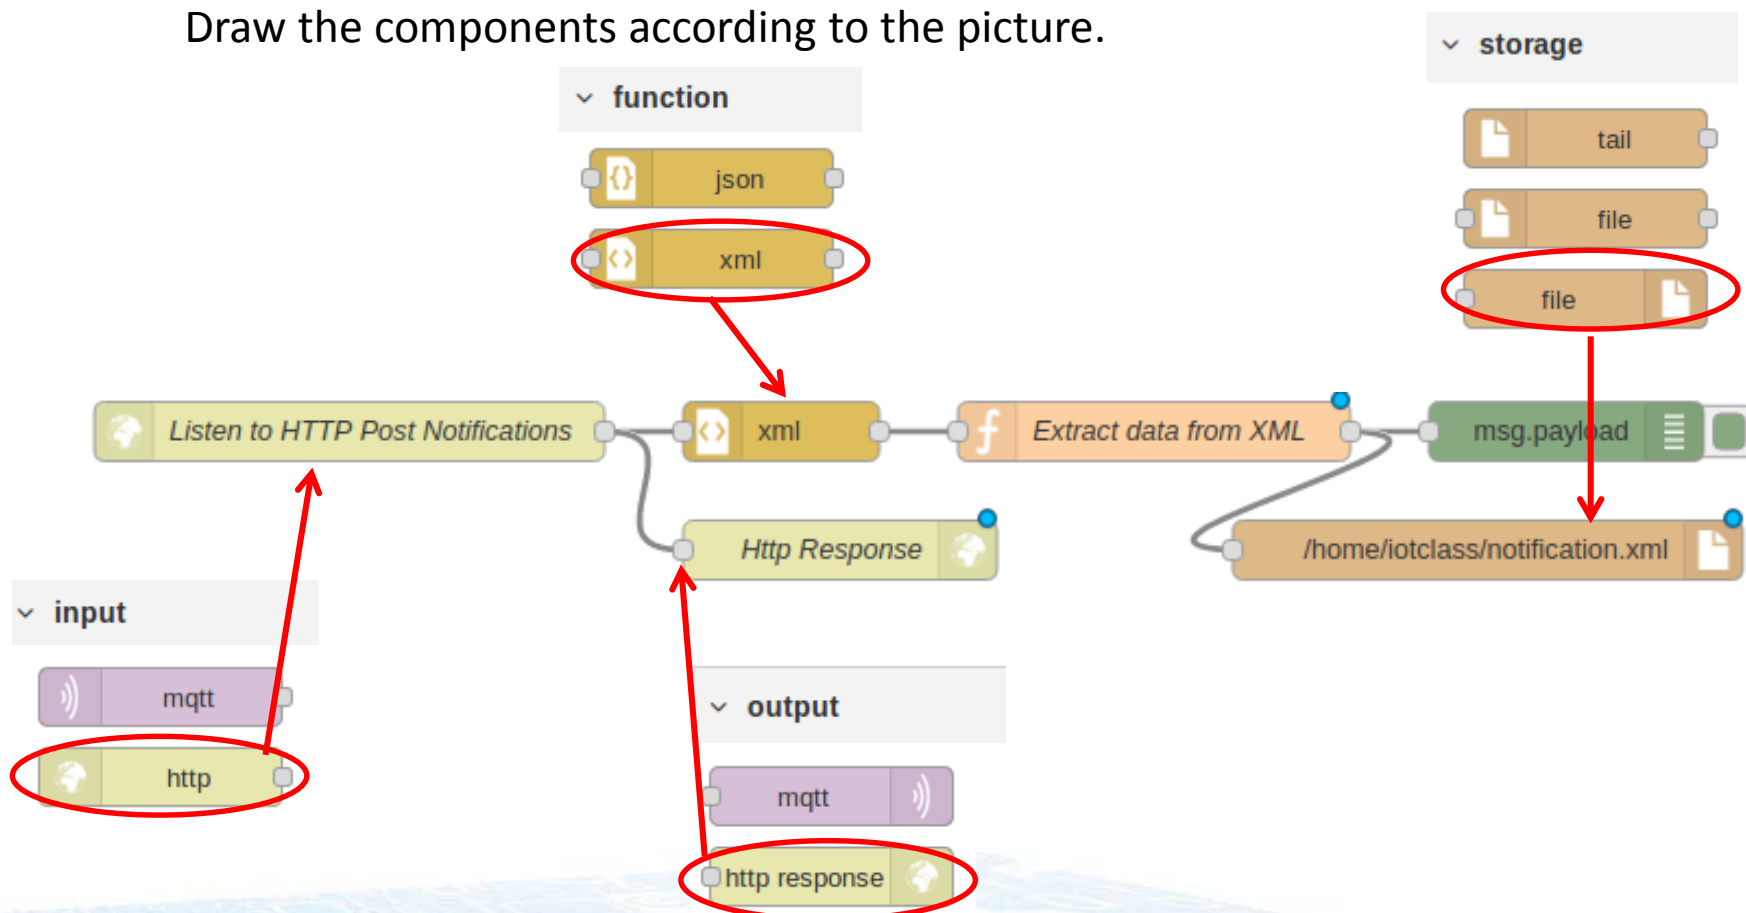 Draw the components according to the picture.
storage
function
tail
json
file
xml
file
Listen to HTTP Post Notifications
xml
Extract data from XML
msg.payload
Http Response
/home/iotclass/notification.xml
input
mqtt
output
http
mqtt
http response